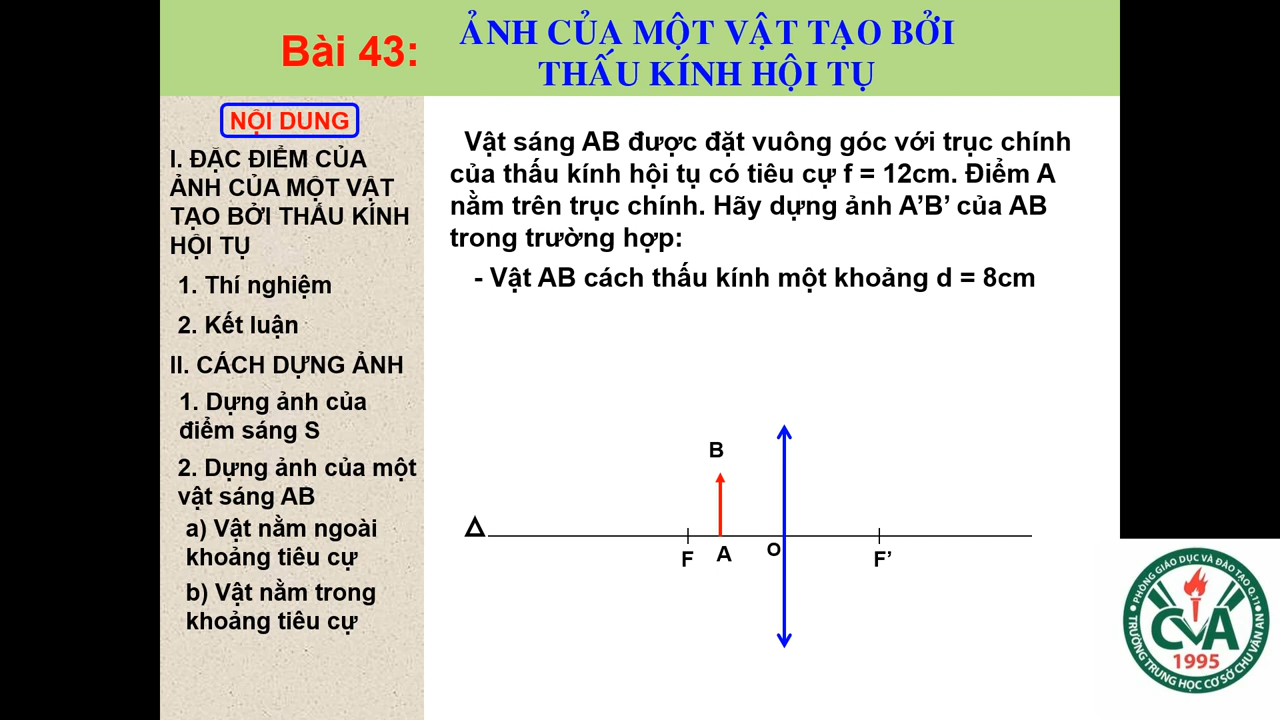 Bài 43:
ẢNH CỦA MỘT VẬT TẠO BỞI
THẤU KÍNH HỘI TỤ
NỘI DUNG
I. ĐẶC ĐIỂM CỦA
ẢNH CỦA MỘT VẬT
TẠO BỞI THẤU KÍNH
HỘI TỤ
1. Thí nghiệm
2. Kết luận
II. CÁCH DỰNG ẢNH
1. Dựng ảnh của
điểm sáng S
2. Dựng ảnh của một
vật sáng AB
a) Vật nằm ngoài
khoảng tiêu cự
b) Vật nằm trong
khoảng tiêu cự
Vật sáng AB được đặt vuông góc với trục chính
của thấu kính hội tụ có tiêu cự f = 12cm. Điểm A
nằm trên trục chính. Hãy dựng ảnh A’B’ của AB
trong trường hợp:
- Vật AB cách thấu kính một khoảng d = 8cm
B
Δ
F
A
O
F’
PHÒNG GIÁO DỤC VÀ ĐÀO TẠO Q.11
CVA
1995
TRƯỜNG TRUNG HỌC CƠ SỞ CHU VĂN AN